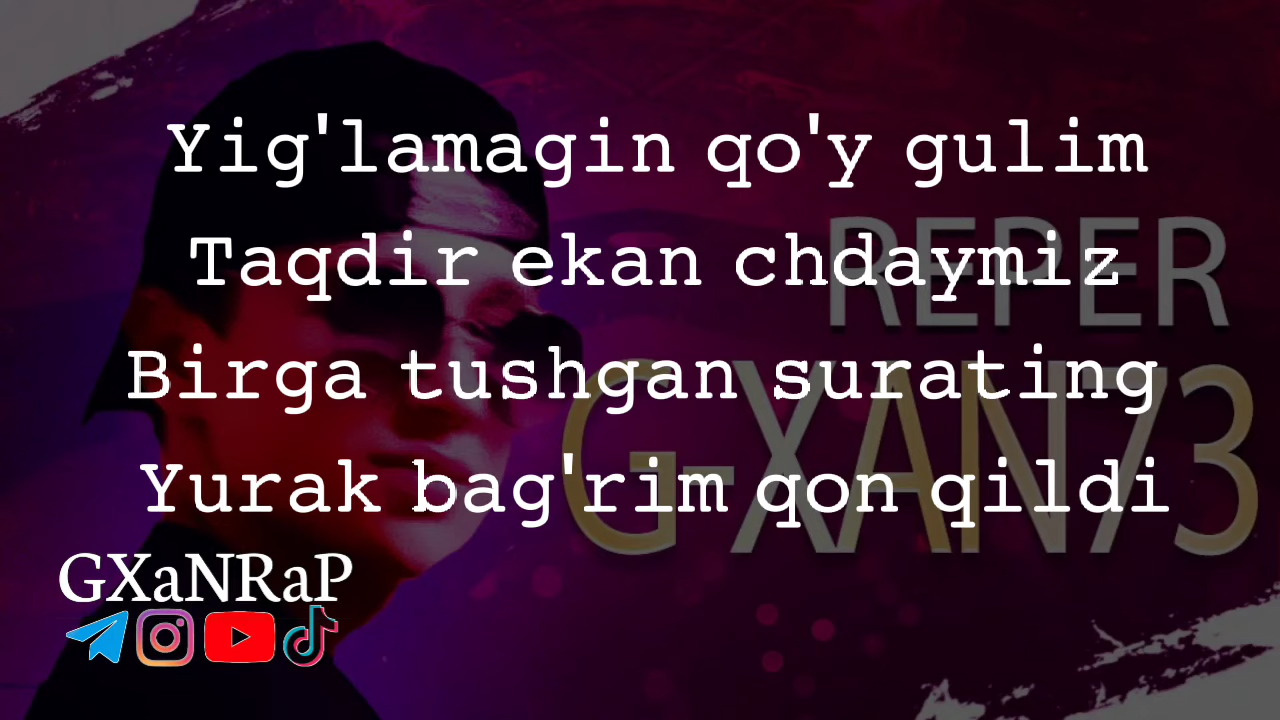 Yig'lamagin qo'y gulim
Taqdir ekan chdaymiz
REPER
Birga tushgan surating
G-XAN73
Yurak bag'rim qon qildi
GXaNRaP